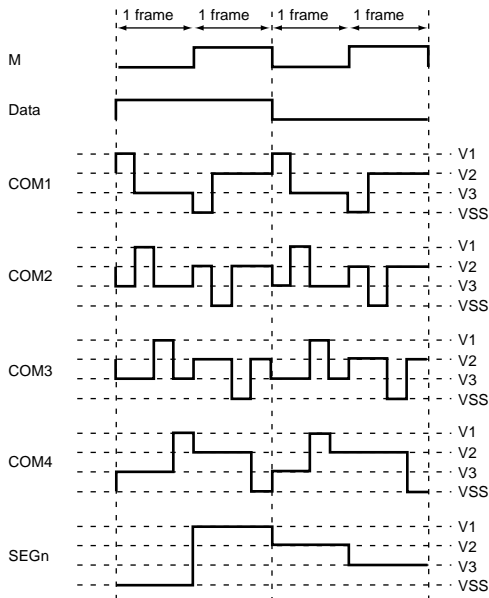 1 frame 1 frame 1 frame 1 frame
M
Data
V1
V2
COM1
V3
VSS
V1
COM2 V2
V3
VSS
V1
V2
COM3
V3
VSS
V1
V2
COM4
V3
VSS
V1
V2
SEGn
V3
VSS